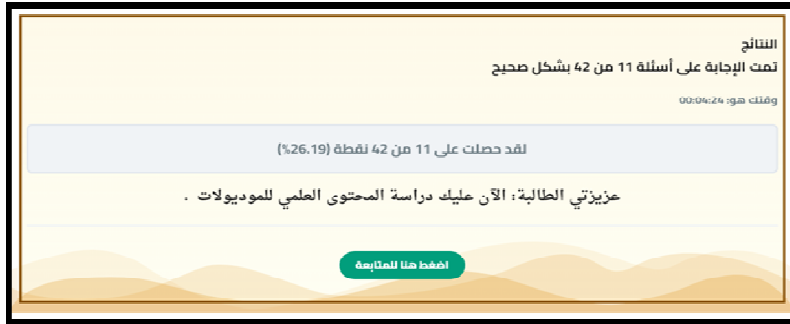 النتائج
تمت الإجابة على أسئلة 11 من 42 بشكل صحيح
وقتك هو: 00:04:24
لقد حصلت على 11 من 42 نقطة (26.19%)
عزيزتي الطالبة، الآن عليك دراسة المحتوى العلمي للموديولات .
اضغط هنا للمتابعة